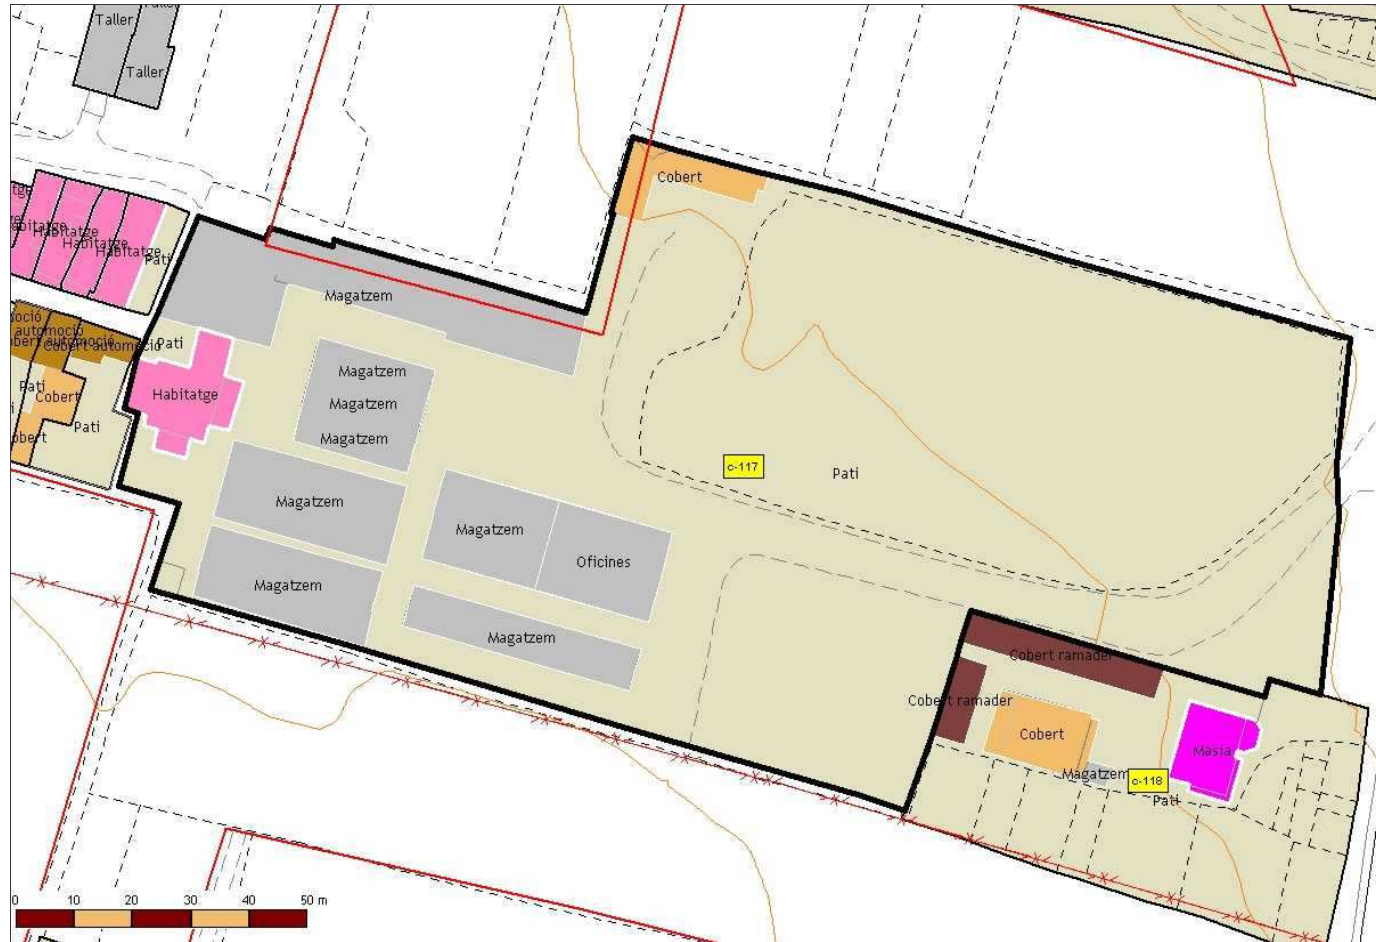 Taller
Taller
Cobert
Habitatge
Habitatge
Habitatge
Pati
Magatzem
automoció
Cobert automoció
Pati
Magatzem
Pati
Habitatge
Cobert
Magatzem
Magatzem
Pati
c-117
Pati
Magatzem
Magatzem
Oficines
Magatzem
Magatzem
Cobert ramader
Cobert ramader
Cobert
Masia
Magatzem
c-118
Pati
0 10 20 30 40 50 m